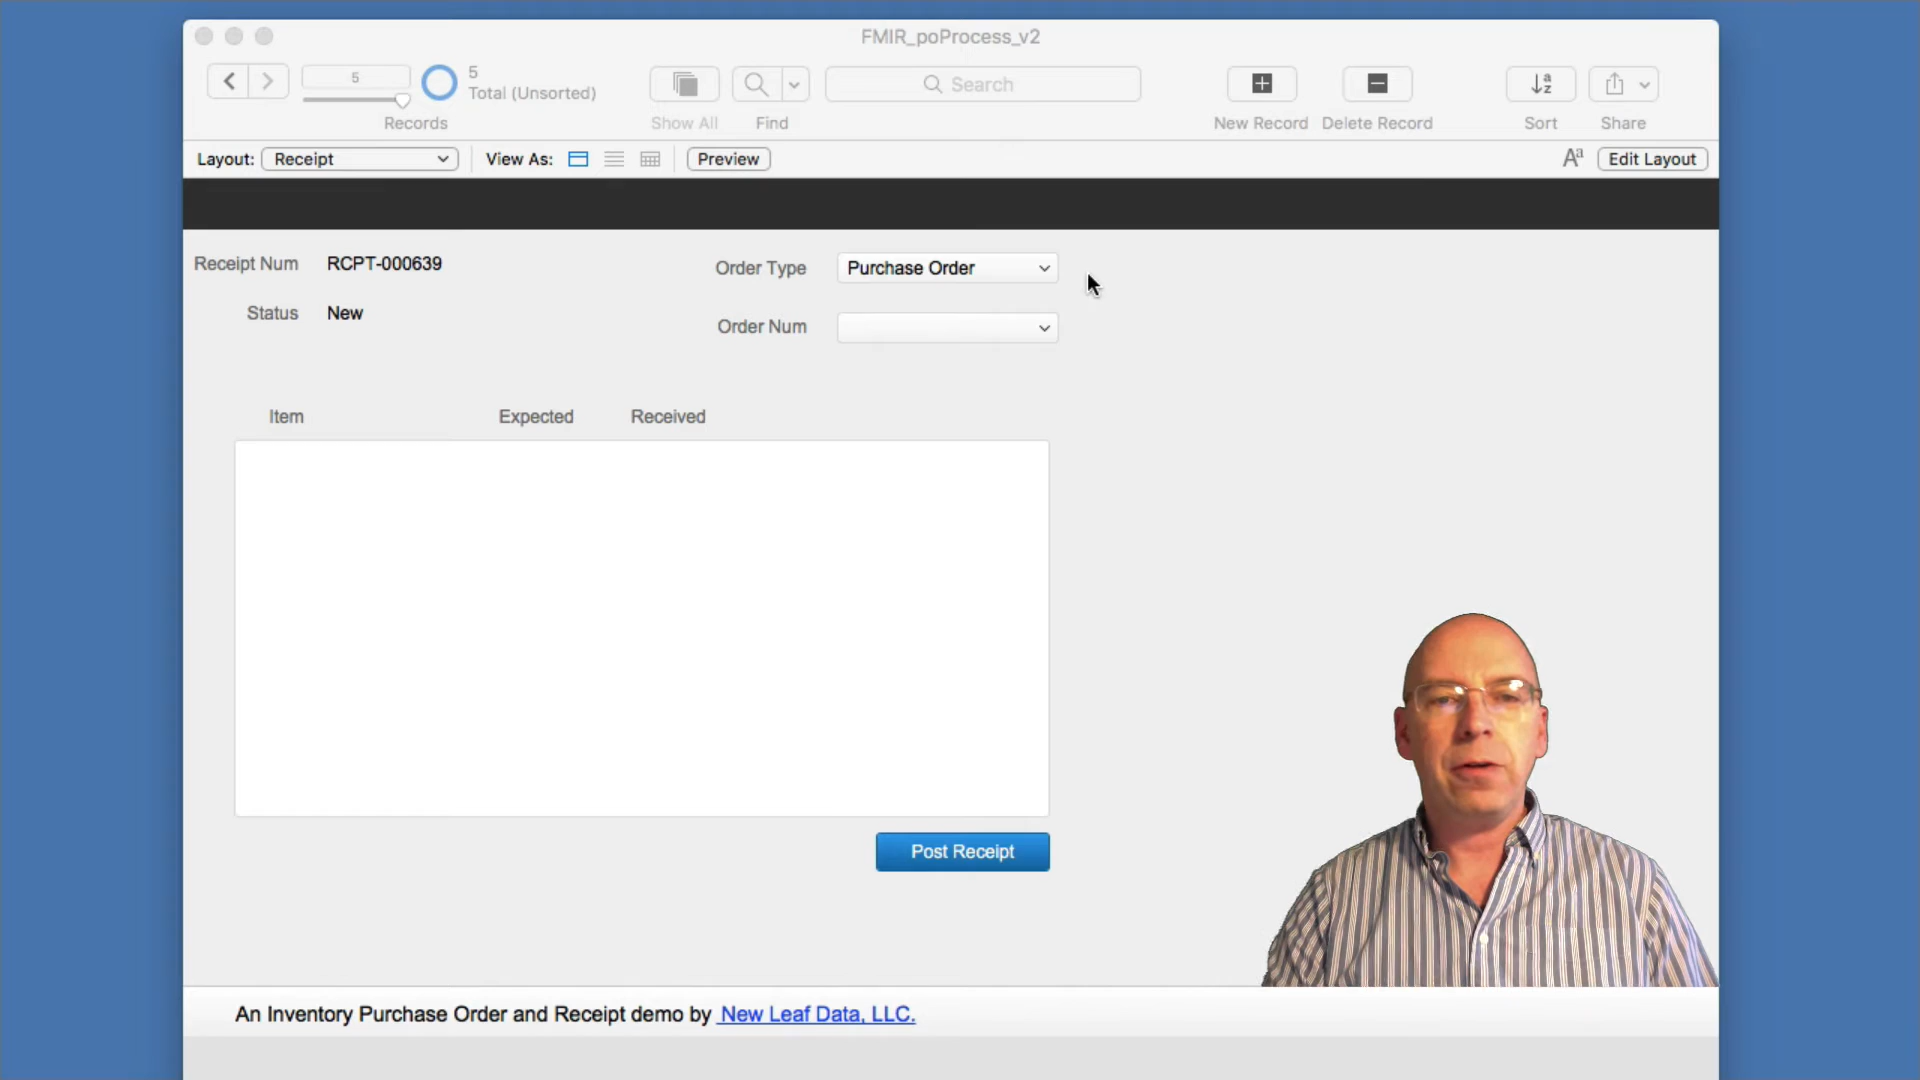 FMIR_poProcess_v2
5
5
Total (Unsorted)
Search
Records
Show All
Find
New Record
Delete Record
Sort
Share
Layout: Receipt
View As:
Preview
Aa
Edit Layout
Receipt Num RCPT-000639
Order Type Purchase Order
Status New
Order Num
Item Expected Received
Post Receipt
An Inventory Purchase Order and Receipt demo by New Leaf Data, LLC.